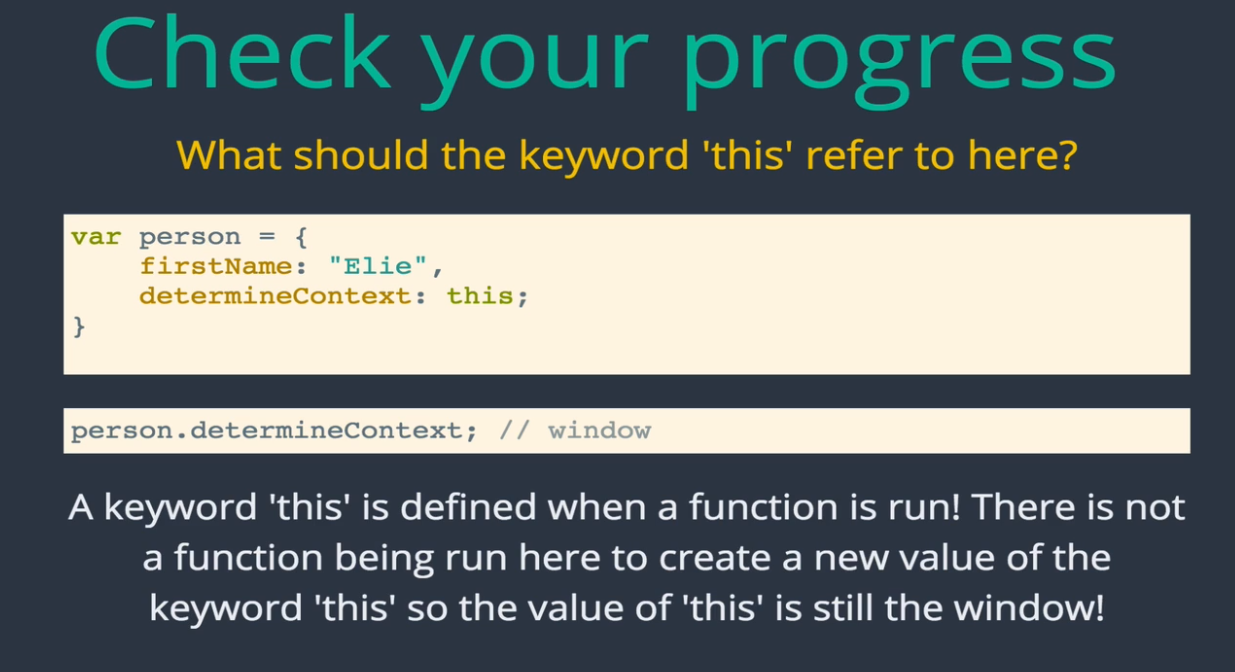 Check your progress
What should the keyword 'this' refer to here?
var person = {
    firstName: "Elie",
    determineContext: this;
}
person.determineContext; // window
A keyword 'this' is defined when a function is run! There is not
a function being run here to create a new value of the
keyword 'this' so the value of 'this' is still the window!